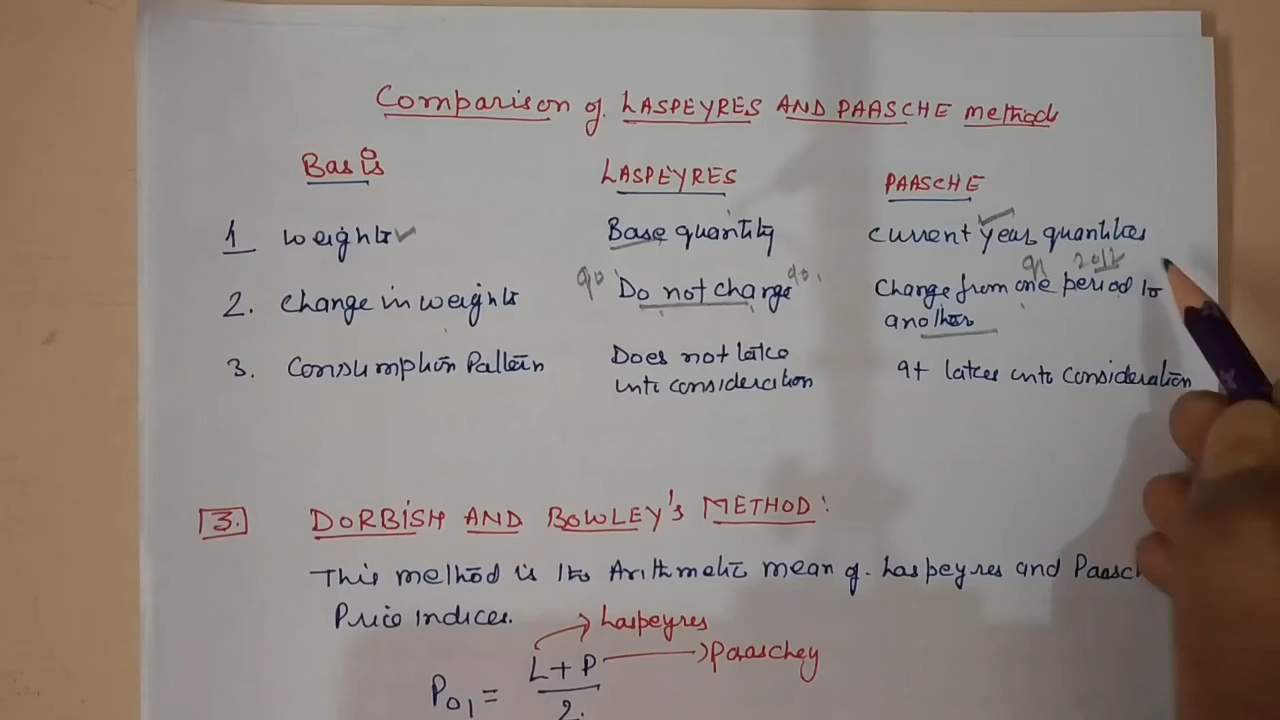 Comparison of LASPEYRES AND PAASCHE methods
Basis LASPEYRES PAASCHE
1 weights ✓ Base quantity current year quantities
q0 q0. q1 2011
2. change in weights Do not change change from one period to
another
3. Consumption Pattern Does not take It takes into consideration
into consideration
3. DORBISH AND BOWLEY'S METHOD:
This method is the Arithmetic mean of Laspeyres and Paasch
Price indices.
Laspeyres
L+P Paaschey
P01 =
2.